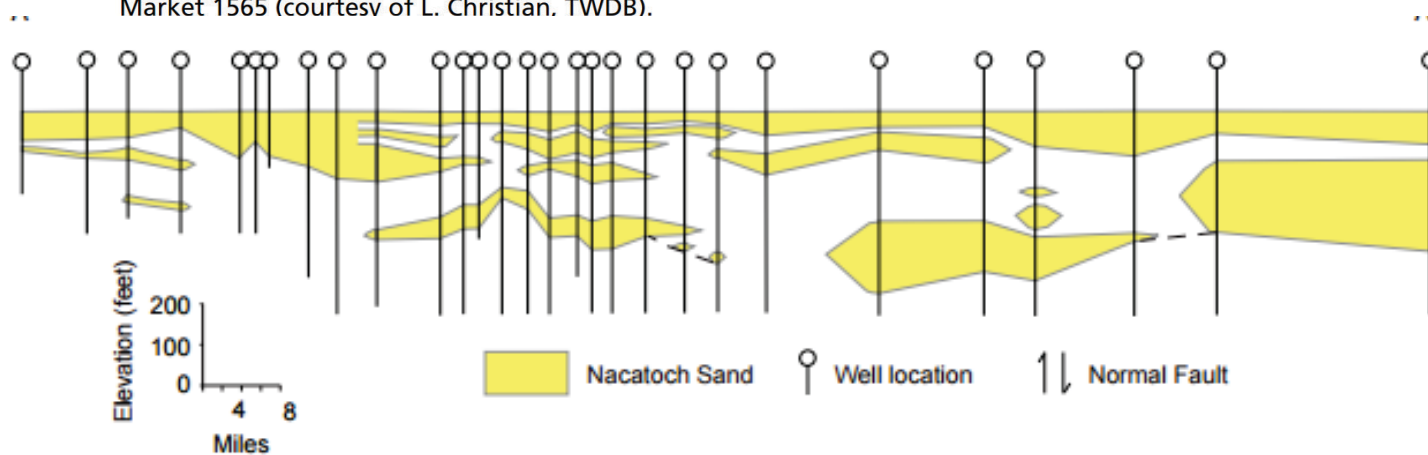 Market 1565 (courtesy of L. Christian, TWDB).
Elevation (feet)
200
100
0
4 8
Miles
Nacatoch Sand
Well location
Normal Fault